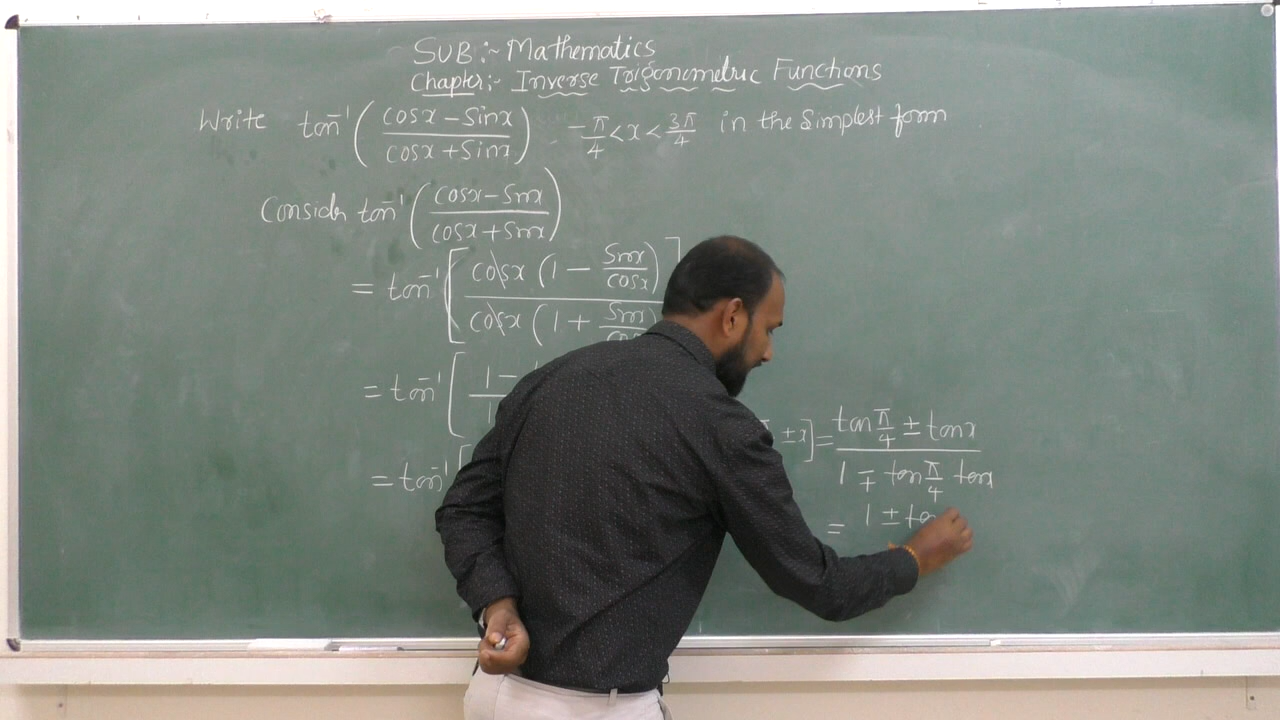 SUB:- Mathematics
Chapter:- Inverse Trigonometric Functions
Write tan⁻¹((cosx - sinx)/(cosx + sinx)) -π/4 < x < 3π/4 in the simplest form
Consider tan⁻¹((cosx - sinx)/(cosx + sinx))
= tan⁻¹[(cosx (1 - sinx/cosx))/(cosx (1 + sinx/
= tan⁻¹[(1 -)/(1
± x] = (tan π/4 ± tanx)/(1 ∓ tan π/4 tanx)
= tan⁻¹[
= 1 ± ta